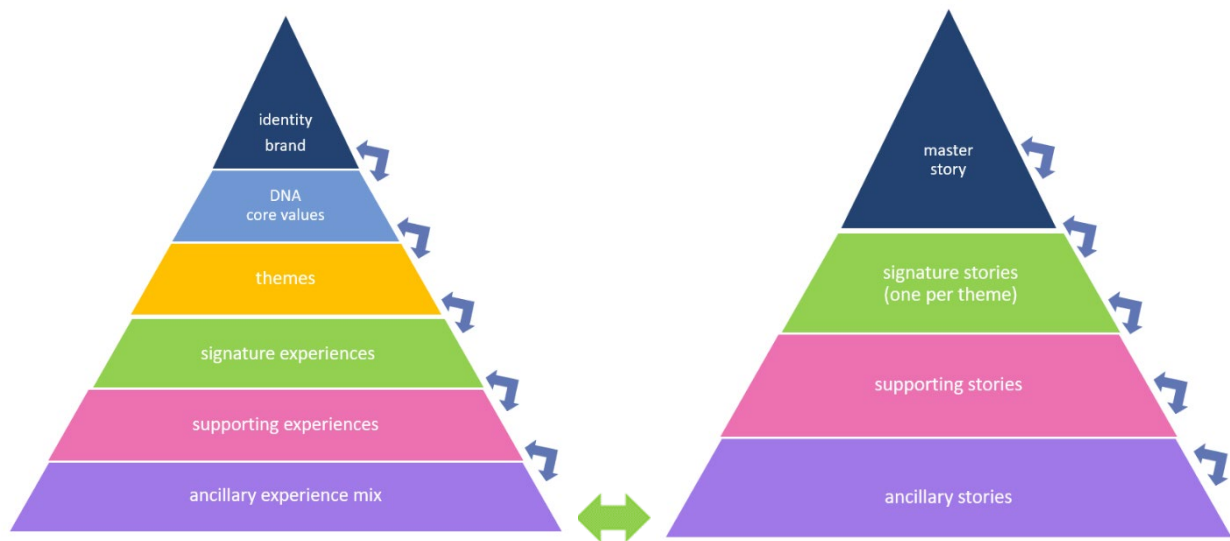 identity
brand
DNA
core values
themes
signature experiences
supporting experiences
ancillary experience mix
master
story
signature stories
(one per theme)
supporting stories
ancillary stories